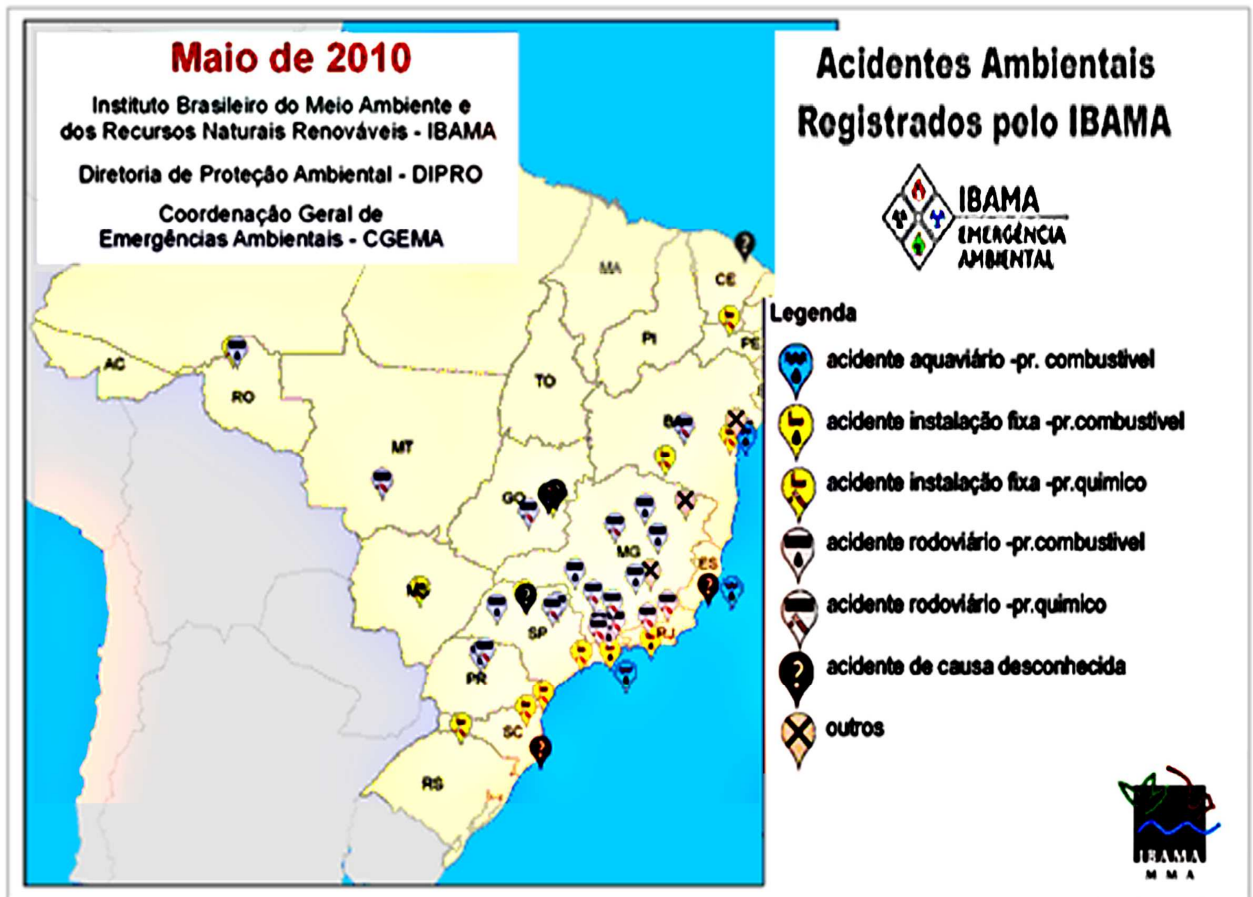 Maio de 2010
Instituto Brasileiro do Meio Ambiente e
dos Recursos Naturais Renováveis - IBAMA
Diretoria de Proteção Ambiental - DIPRO
Coordenação Geral de
Emergências Ambientais - CGEMA
Acidentes Ambientais
Registrados pelo IBAMA
IBAMA
EMERGÊNCIA
AMBIENTAL
Legenda
acidente aquaviário -pr. combustivel
acidente instalação fixa -pr.combustivel
acidente instalação fixa -pr.quimico
acidente rodoviário -pr.combustivel
acidente rodoviário -pr.quimico
acidente de causa desconhecida
outros
MA
CE
PI
PE
AC
RO
TO
BA
MT
GO
MG
ES
MS
SP
RJ
PR
SC
RS
IBAMA
M M A